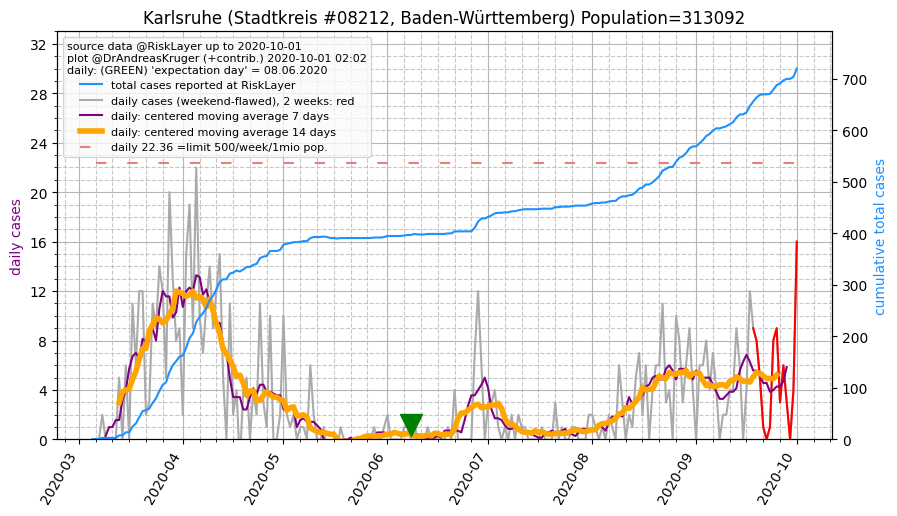 Karlsruhe (Stadtkreis #08212, Baden-Württemberg) Population=313092
source data @RiskLayer up to 2020-10-01
plot @DrAndreasKruger (+contrib.) 2020-10-01 02:02
daily: (GREEN) 'expectation day' = 08.06.2020
total cases reported at RiskLayer
daily cases (weekend-flawed), 2 weeks: red
daily: centered moving average 7 days
daily: centered moving average 14 days
daily 22.36 =limit 500/week/1mio pop.
daily cases
32
28
24
20
16
12
8
4
0
cumulative total cases
700
600
500
400
300
200
100
0
2020-03
2020-04
2020-05
2020-06
2020-07
2020-08
2020-09
2020-10